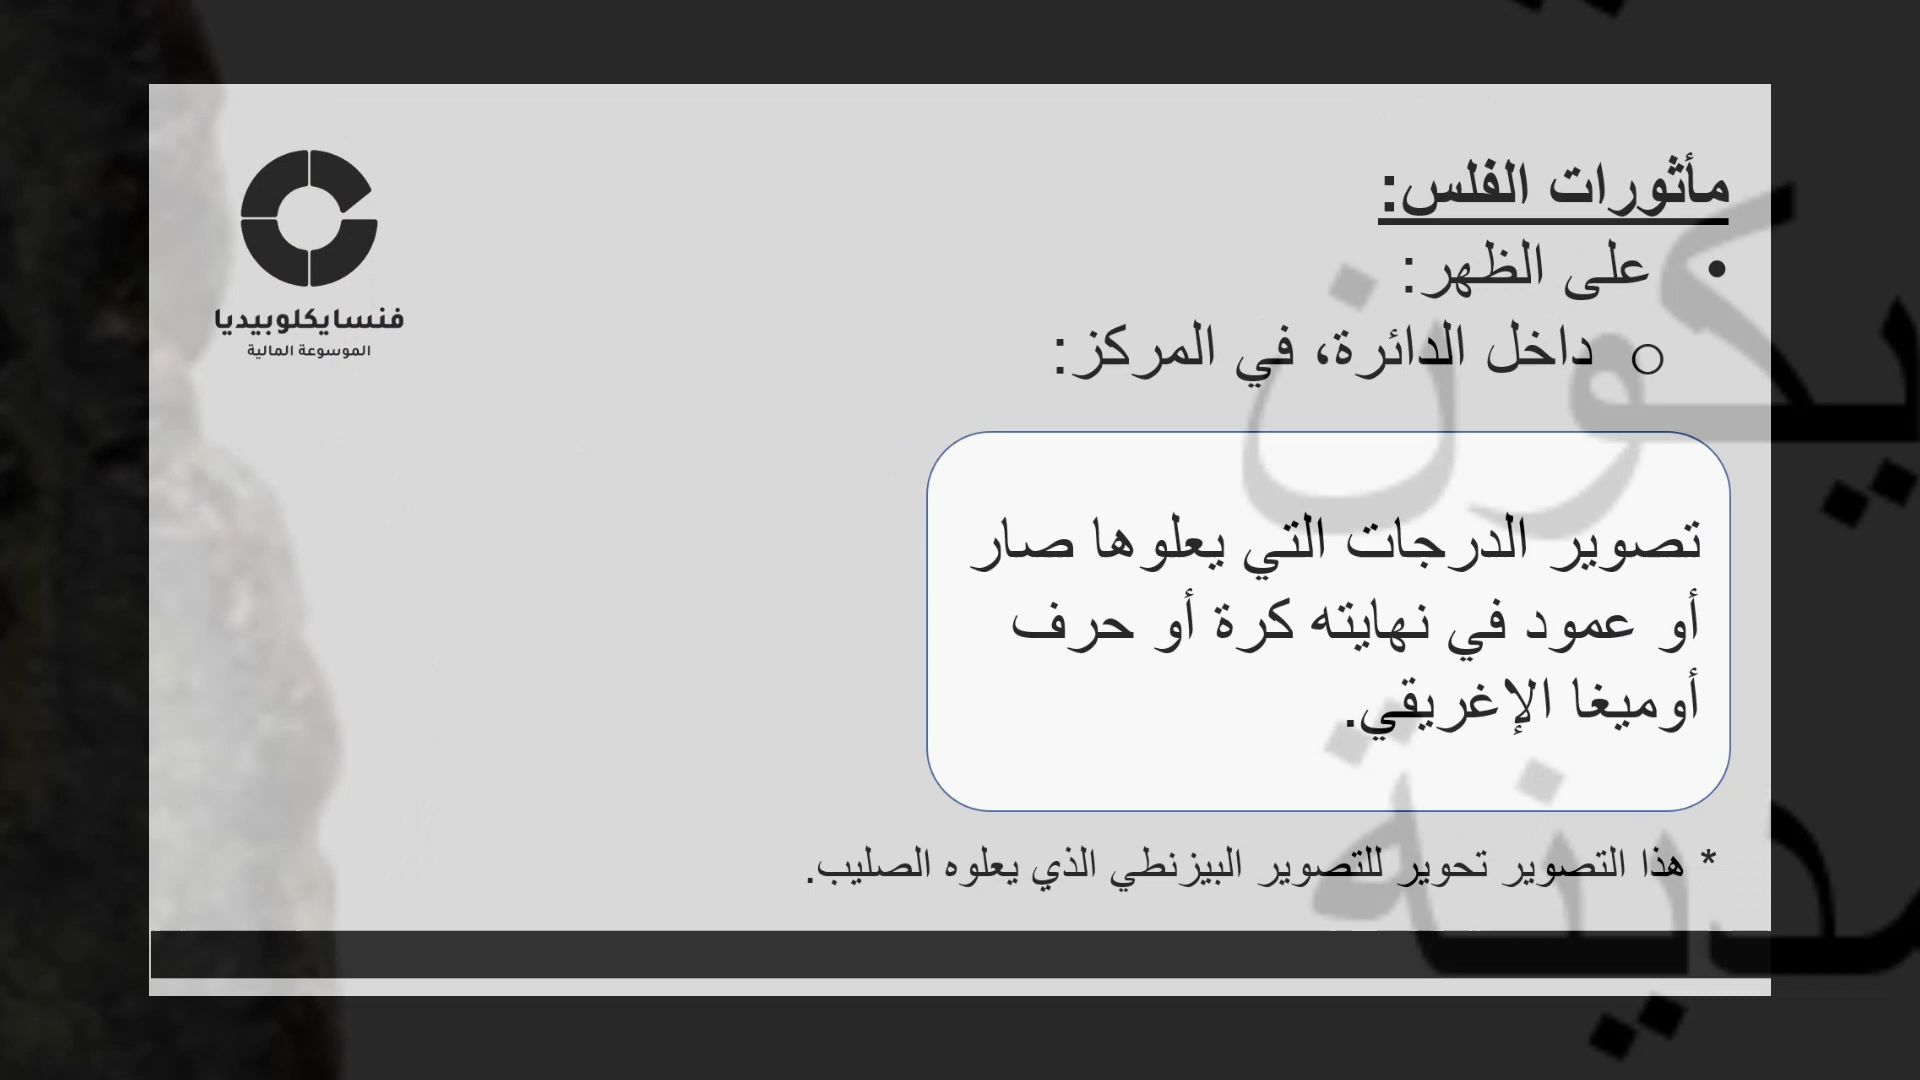 مأثورات الفلس:
• على الظهر:
o داخل الدائرة، في المركز:
تصوير الدرجات التي يعلوها صار
أو عمود في نهايته كرة أو حرف
أوميغا الإغريقي.
* هذا التصوير تحوير للتصوير البيزنطي الذي يعلوه الصليب.
فنسايكلوبيديا
الموسوعة المالية